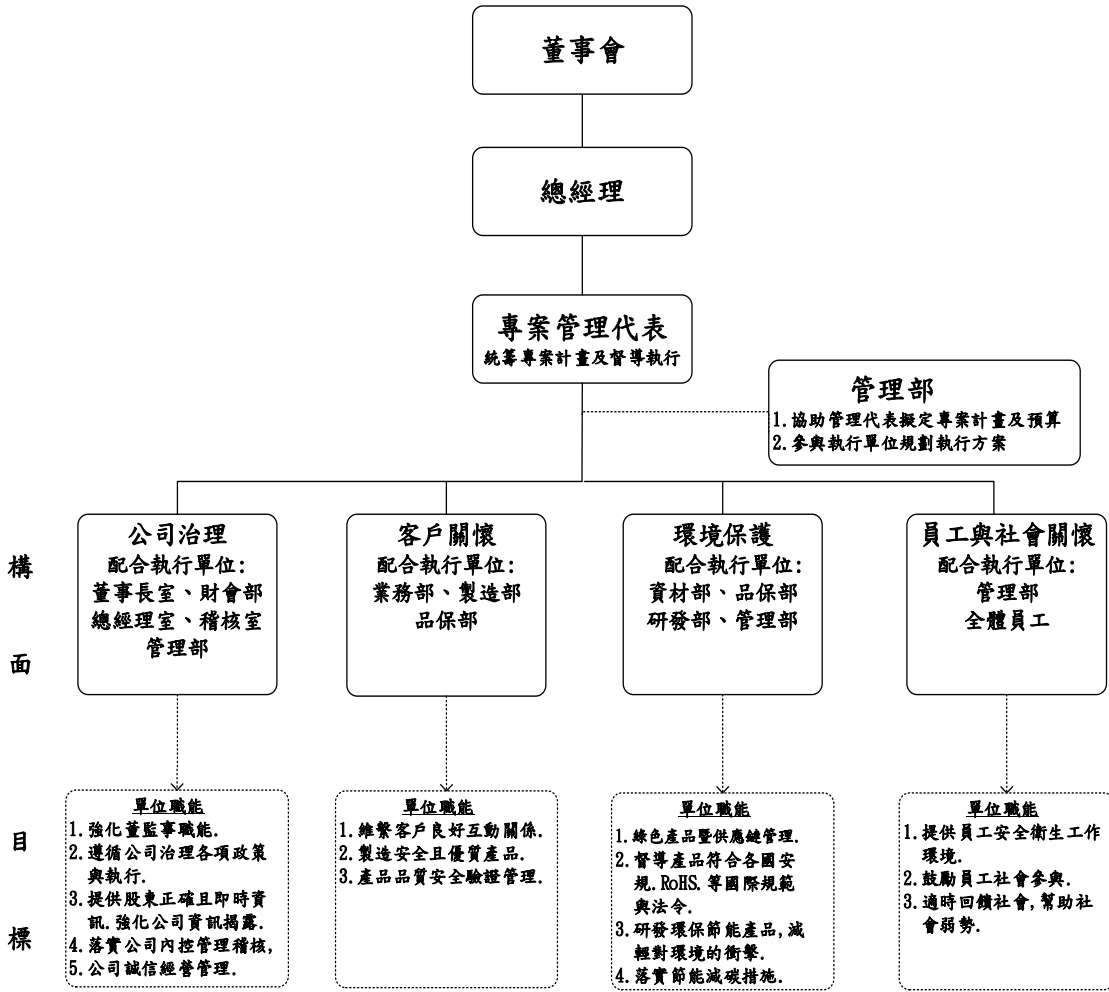 董事會
總經理
專案管理代表
統籌專案計畫及督導執行
管理部
1.協助管理代表擬定專案計畫及預算
2.參與執行單位規劃執行方案
構
面
公司治理
配合執行單位:
董事長室、財會部
總經理室、稽核室
管理部
客戶關懷
配合執行單位:
業務部、製造部
品保部
環境保護
配合執行單位:
資材部、品保部
研發部、管理部
員工與社會關懷
配合執行單位:
管理部
全體員工
目
標
單位職能
1.強化董監事職能.
2.遵循公司治理各項政策
與執行.
3.提供股東正確且即時資
訊.強化公司資訊揭露.
4.落實公司內控管理稽核,
5.公司誠信經營管理.
單位職能
1.維繫客戶良好互動關係.
2.製造安全且優質產品.
3.產品品質安全驗證管理.
單位職能
1.綠色產品暨供應鏈管理.
2.督導產品符合各國安
規.RoHS.等國際規範
與法令.
3.研發環保節能產品,減
輕對環境的衝擊.
4.落實節能減碳措施.
單位職能
1.提供員工安全衛生工作
環境.
2.鼓勵員工社會參與.
3.適時回饋社會,幫助社
會弱勢.